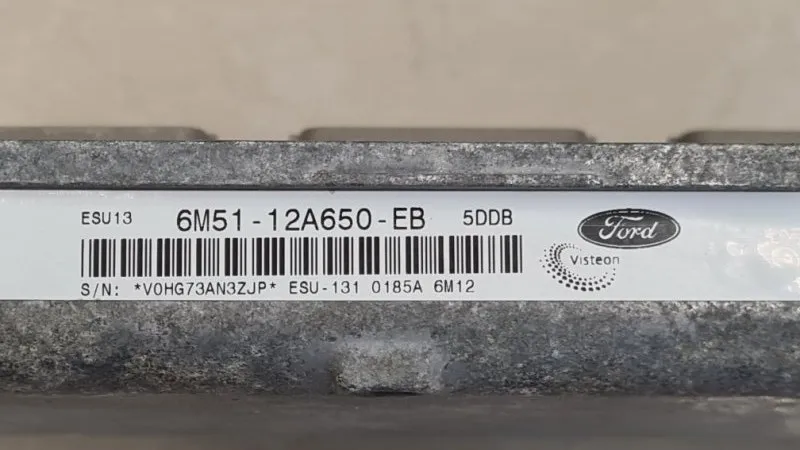 ESU13 6M51-12A650-EB 5DDB
Ford
Visteon
S/N: *V0HG73AN3ZJP* ESU-131 0185A 6M12